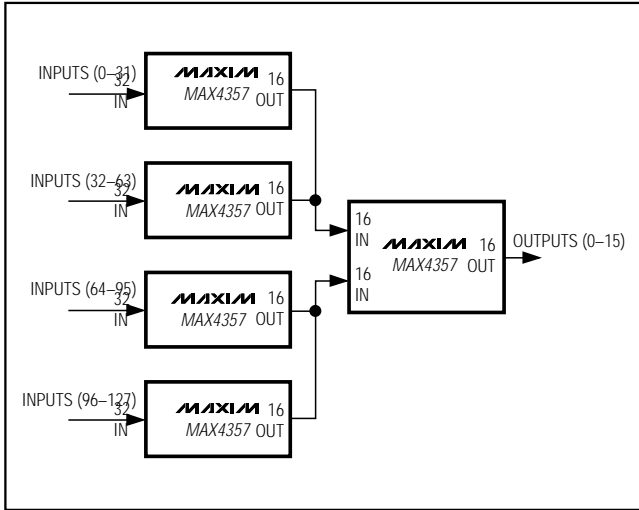 INPUTS (0–31)
32
IN
MAXIM
MAX4357
16
OUT
INPUTS (32–63)
32
IN
MAXIM
MAX4357
16
OUT
16
IN
MAXIM
MAX4357
16
OUT
OUTPUTS (0–15)
16
IN
INPUTS (64–95)
32
IN
MAXIM
MAX4357
16
OUT
INPUTS (96–127)
32
IN
MAXIM
MAX4357
16
OUT